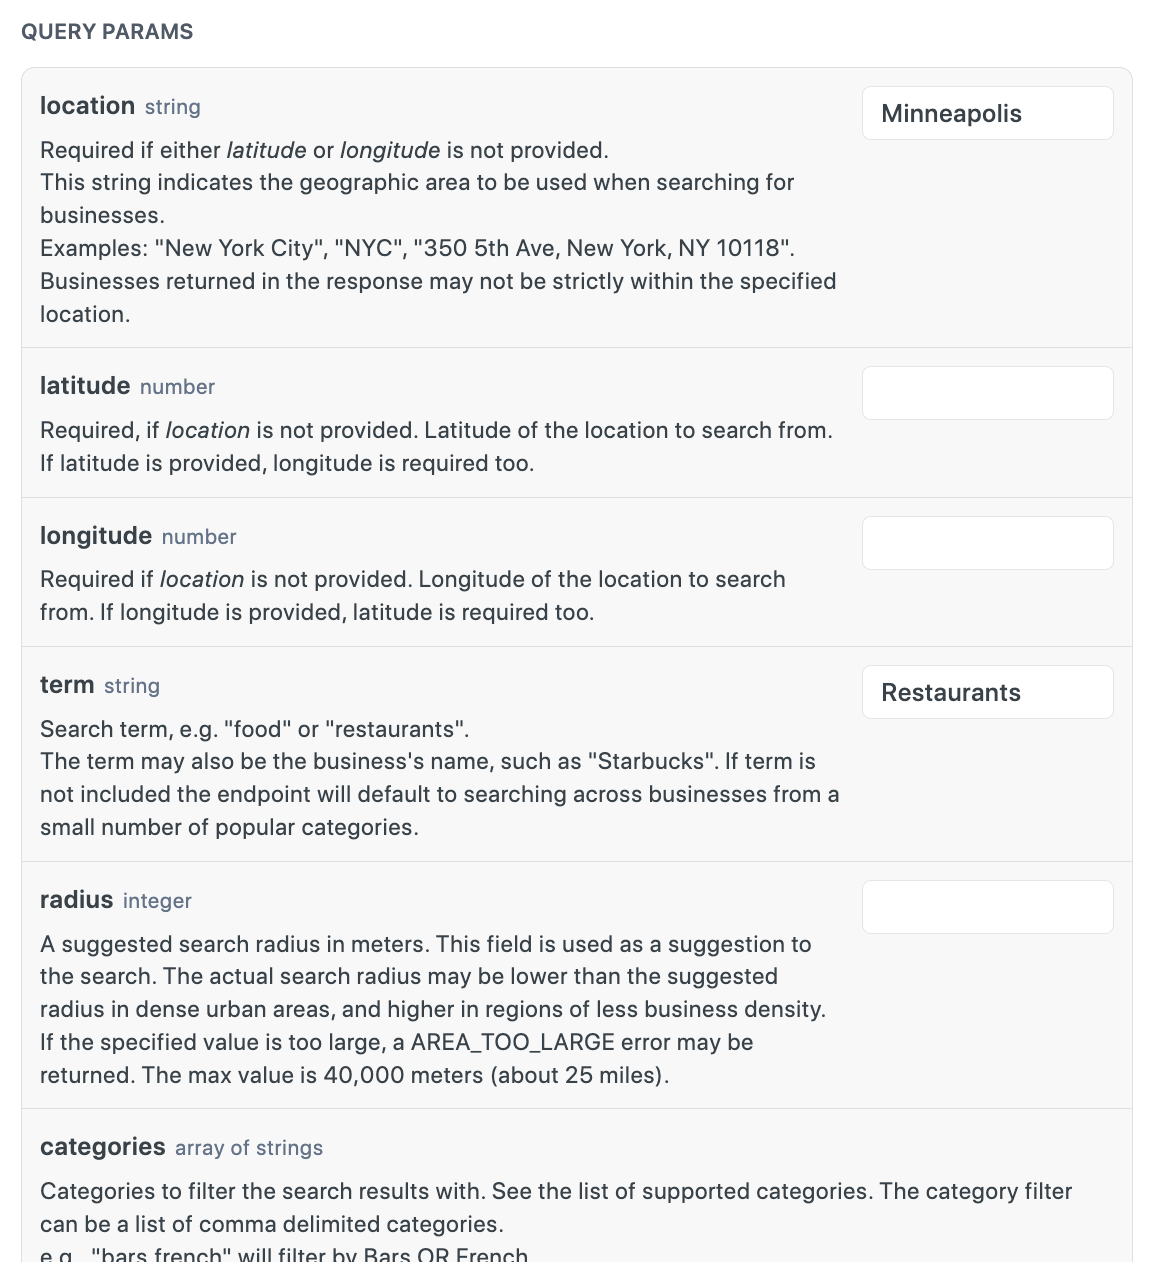 QUERY PARAMS
location string
Minneapolis
Required if either latitude or longitude is not provided.
This string indicates the geographic area to be used when searching for
businesses.
Examples: "New York City", "NYC", "350 5th Ave, New York, NY 10118".
Businesses returned in the response may not be strictly within the specified
location.
latitude number
Required, if location is not provided. Latitude of the location to search from.
If latitude is provided, longitude is required too.
longitude number
Required if location is not provided. Longitude of the location to search
from. If longitude is provided, latitude is required too.
term string
Restaurants
Search term, e.g. "food" or "restaurants".
The term may also be the business's name, such as "Starbucks". If term is
not included the endpoint will default to searching across businesses from a
small number of popular categories.
radius integer
A suggested search radius in meters. This field is used as a suggestion to
the search. The actual search radius may be lower than the suggested
radius in dense urban areas, and higher in regions of less business density.
If the specified value is too large, a AREA_TOO_LARGE error may be
returned. The max value is 40,000 meters (about 25 miles).
categories array of strings
Categories to filter the search results with. See the list of supported categories. The category filter
can be a list of comma delimited categories.
e.g., "bars,french" will filter by Bars OR French